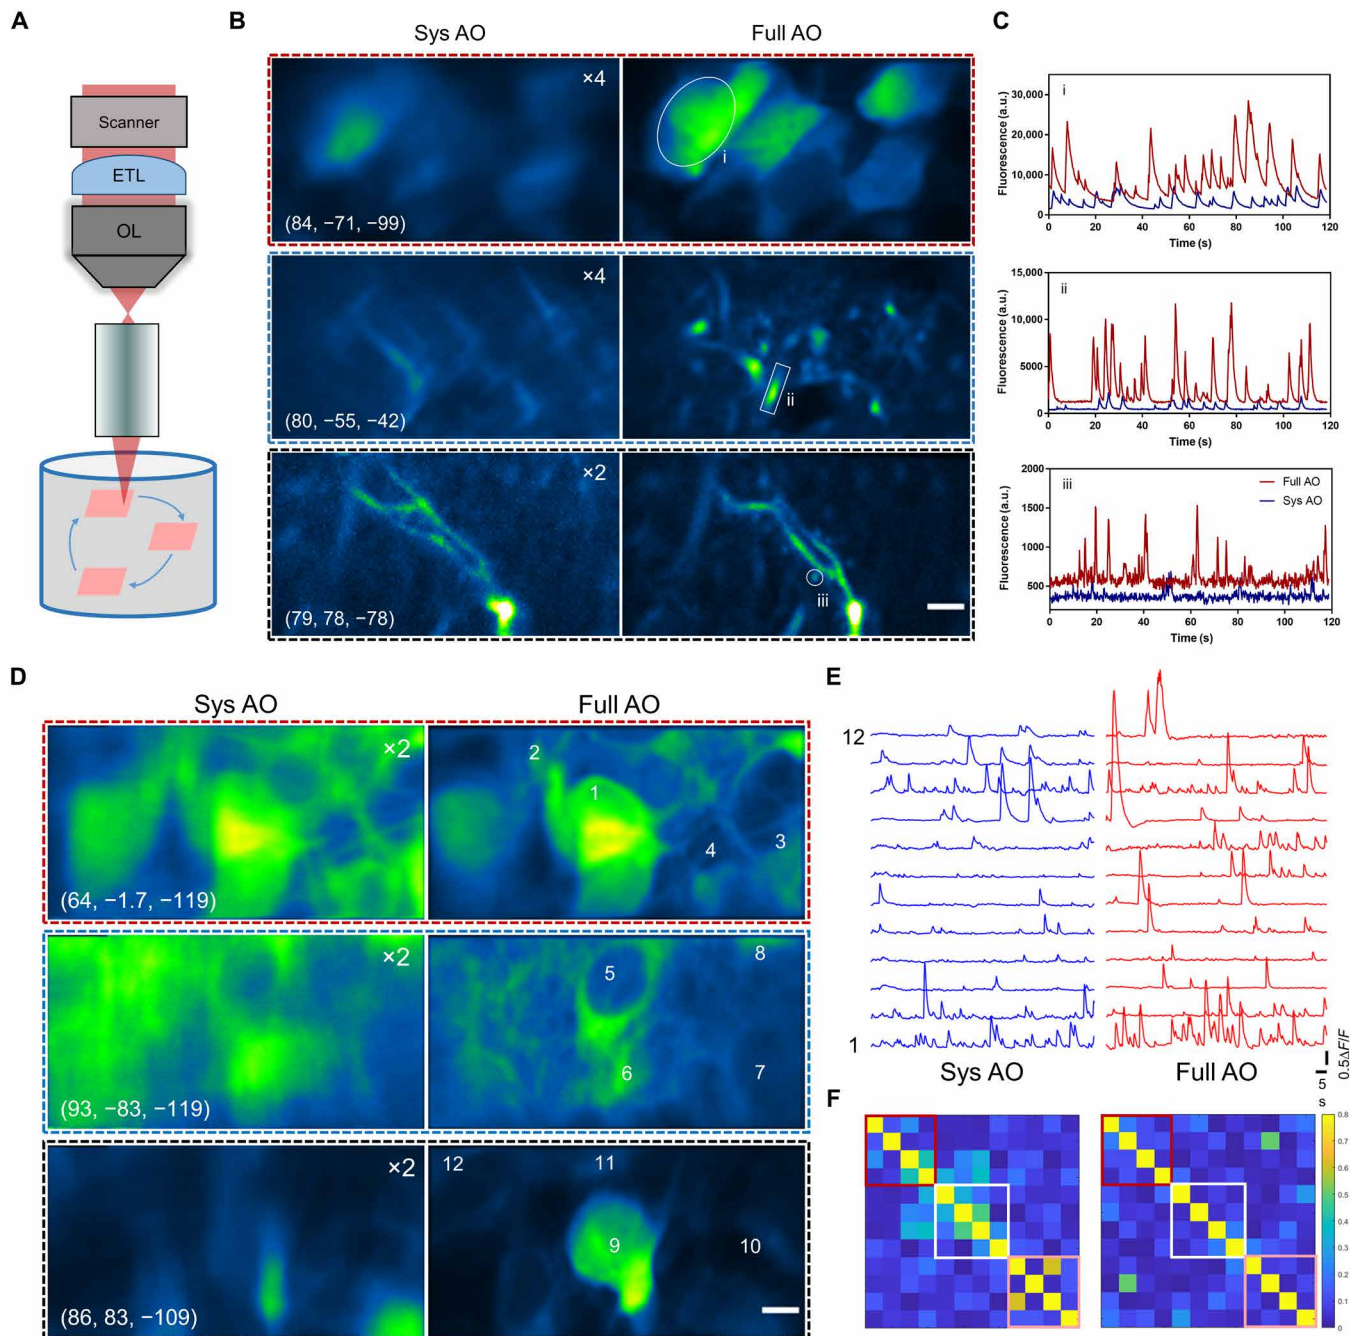 A
Scanner
ETL
OL
B
Sys AO
Full AO
×4
i
(84, −71, −99)
×4
ii
(80, −55, −42)
×2
iii
(79, 78, −78)
C
i
Fluorescence (a.u.)
30,000
20,000
10,000
0
0 20 40 60 80 100 120
Time (s)
ii
Fluorescence (a.u.)
15,000
10,000
5000
0
0 20 40 60 80 100 120
Time (s)
iii
Full AO
Sys AO
Fluorescence (a.u.)
2000
1500
1000
500
0
0 20 40 60 80 100 120
Time (s)
D
Sys AO
Full AO
×2
(64, −1.7, −119)
2
1
4
3
×2
(93, −83, −119)
5
8
6
7
×2
(86, 83, −109)
12
11
9
10
E
12
1
Sys AO
Full AO
0.5ΔF/F
5
s
F
0.8
0.7
0.6
0.5
0.4
0.3
0.2
0.1
0